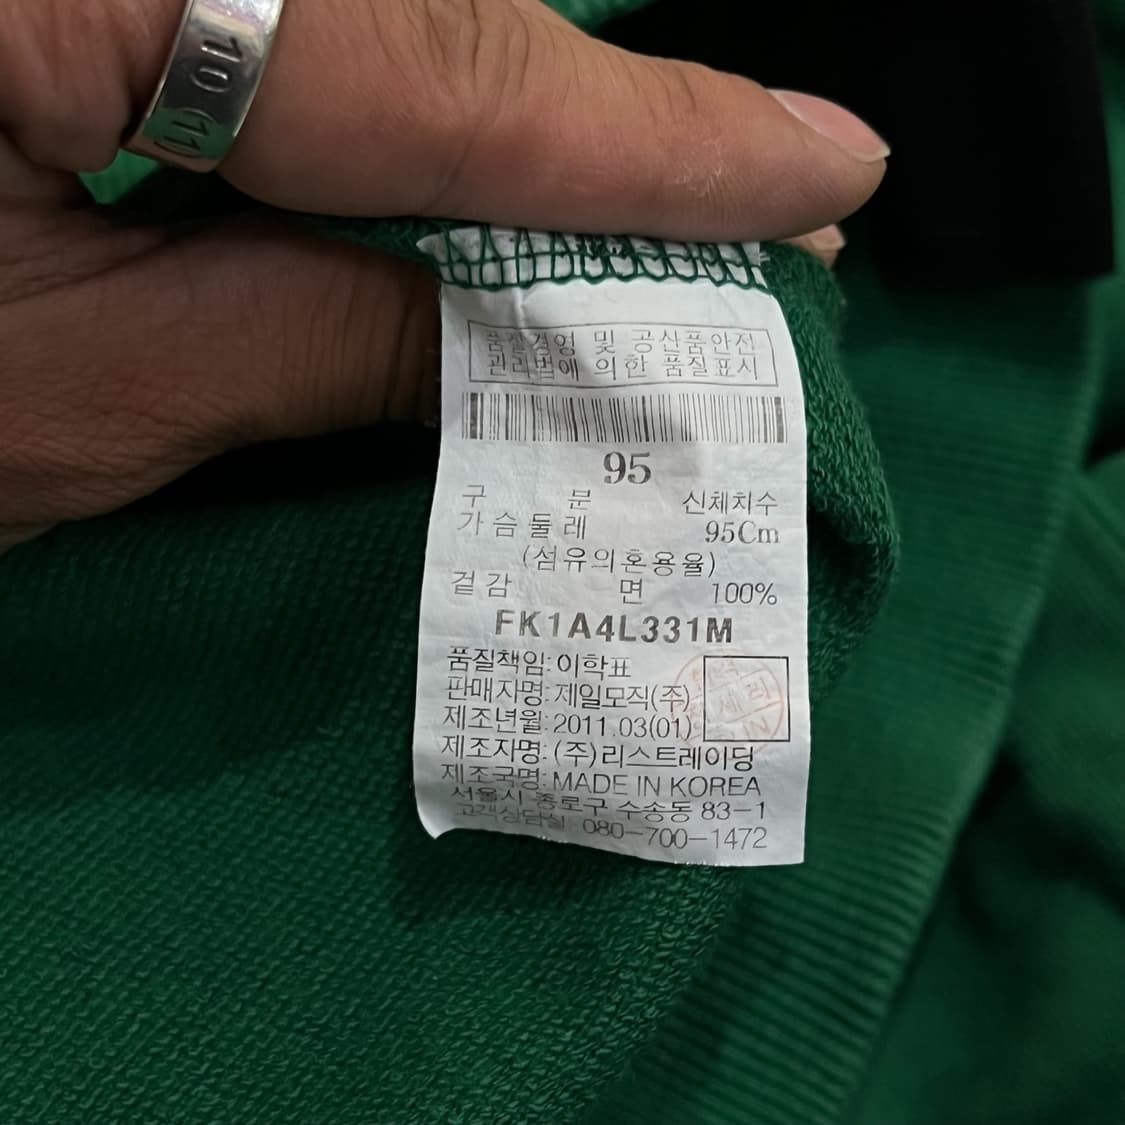 10 (11)
품질경영 및 공산품안전
관리법에 의한 품질표시
95
구 분 신체치수
가슴둘레 95Cm
(섬유의혼용율)
겉감 면 100%
FK1A4L331M
품질책임:이학표
판매자명:제일모직(주)
제조년월:2011.03(01)
제조자명:(주)리스트레이딩
제조국명:MADE IN KOREA
서울시 종로구 수송동 83-1
고객상담실 080-700-1472
세 리
IN